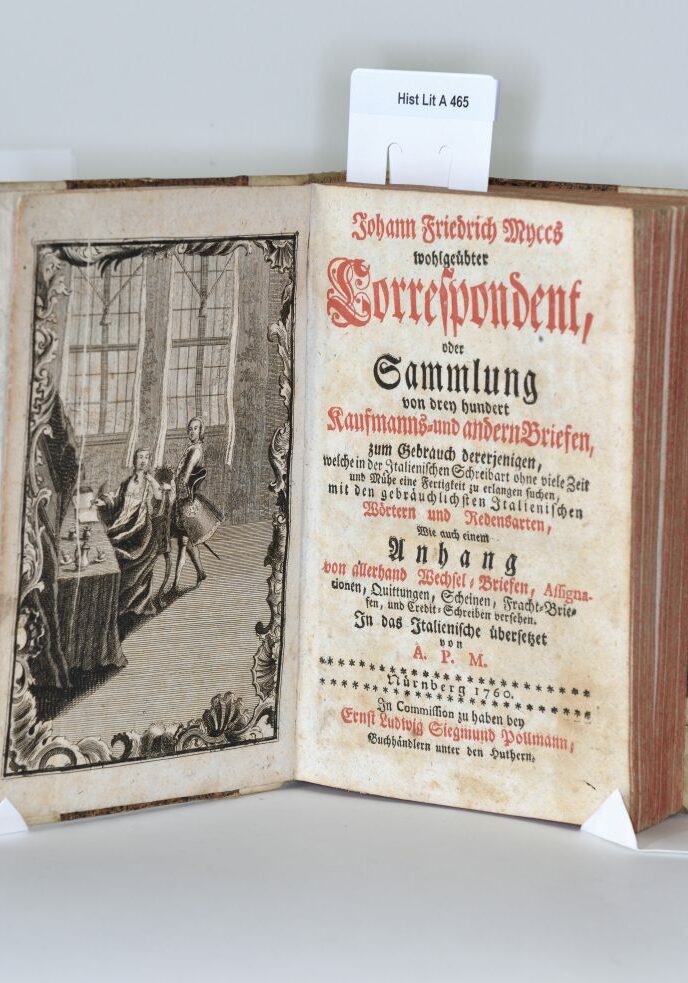 Hist Lit A 465
Johann Friedrich Myccs
wohlgeübter
Correspondent,
oder
Sammlung
von drey hundert
Kaufmanns-und andern Briefen,
zum Gebrauch dererjenigen,
welche in der Italienischen Schreibart ohne viele Zeit
und Mühe eine Fertigkeit zu erlangen suchen,
mit den gebräuchlichsten Italienischen
Wörtern und Redensarten,
Wie auch einem
Anhang
von allerhand Wechsel-Briefen, Assigna-
tionen, Quittungen, Scheinen, Fracht-Brie-
fen, und Credit-Schreiben versehen.
In das Italienische übersetzet
von
A. P. M.
Nürnberg 1760.
In Commission zu haben bey
Ernst Ludwig Siegmund Pollmann,
Buchhändlern unter den Huthern.